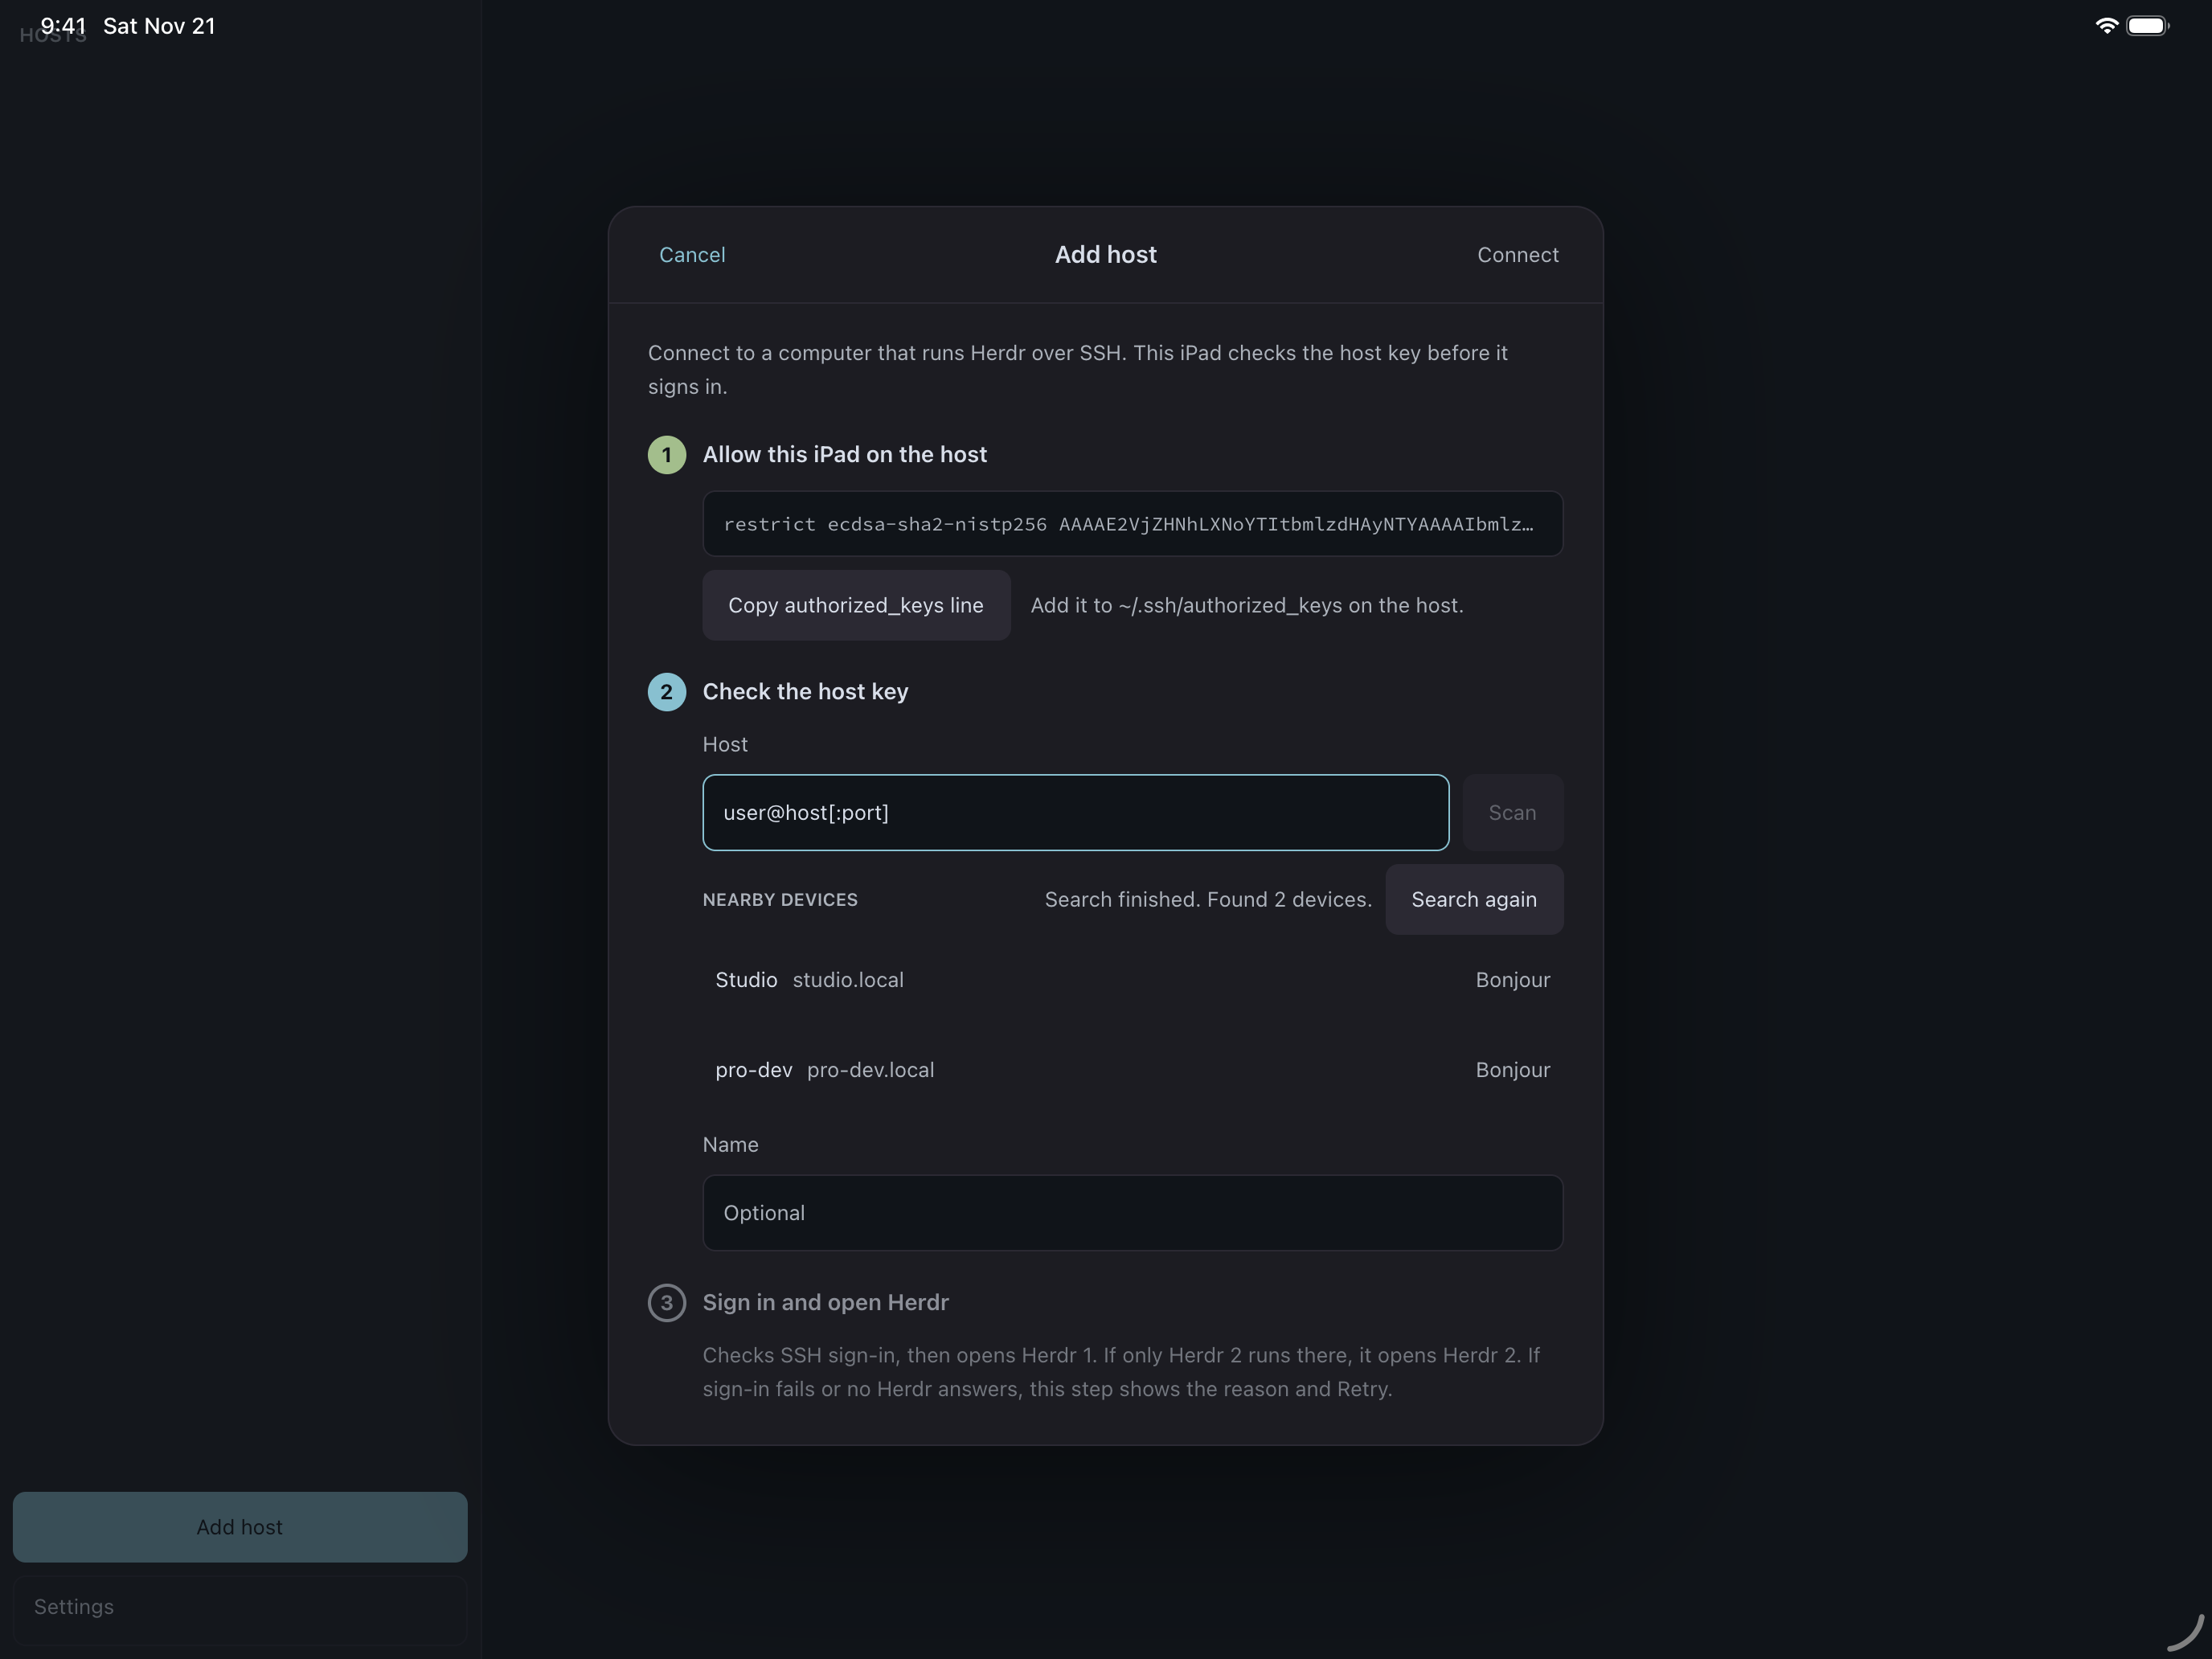 9:41 Sat Nov 21
HOSTS
Cancel
Add host
Connect
Connect to a computer that runs Herdr over SSH. This iPad checks the host key before it
signs in.
1 Allow this iPad on the host
restrict ecdsa-sha2-nistp256 AAAAE2VjZHNhLXNoYTItbmlzdHAyNTYAAAAIbmlz…
Copy authorized_keys line
Add it to ~/.ssh/authorized_keys on the host.
2 Check the host key
Host
user@host[:port]
Scan
NEARBY DEVICES
Search finished. Found 2 devices.
Search again
Studio studio.local
Bonjour
pro-dev pro-dev.local
Bonjour
Name
Optional
3 Sign in and open Herdr
Checks SSH sign-in, then opens Herdr 1. If only Herdr 2 runs there, it opens Herdr 2. If
sign-in fails or no Herdr answers, this step shows the reason and Retry.
Add host
Settings